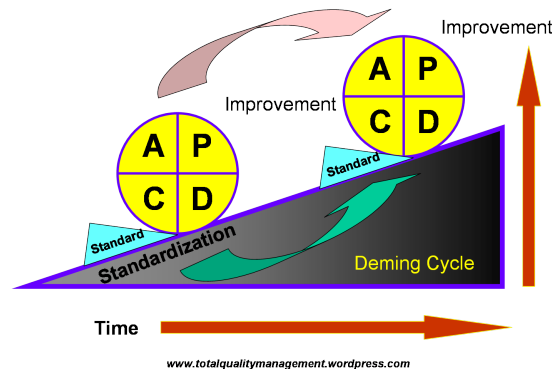 Improvement
A P
C D
Improvement
A P
C D
Standard
Standard
Standardization
Deming Cycle
Time
www.totalqualitymanagement.wordpress.com